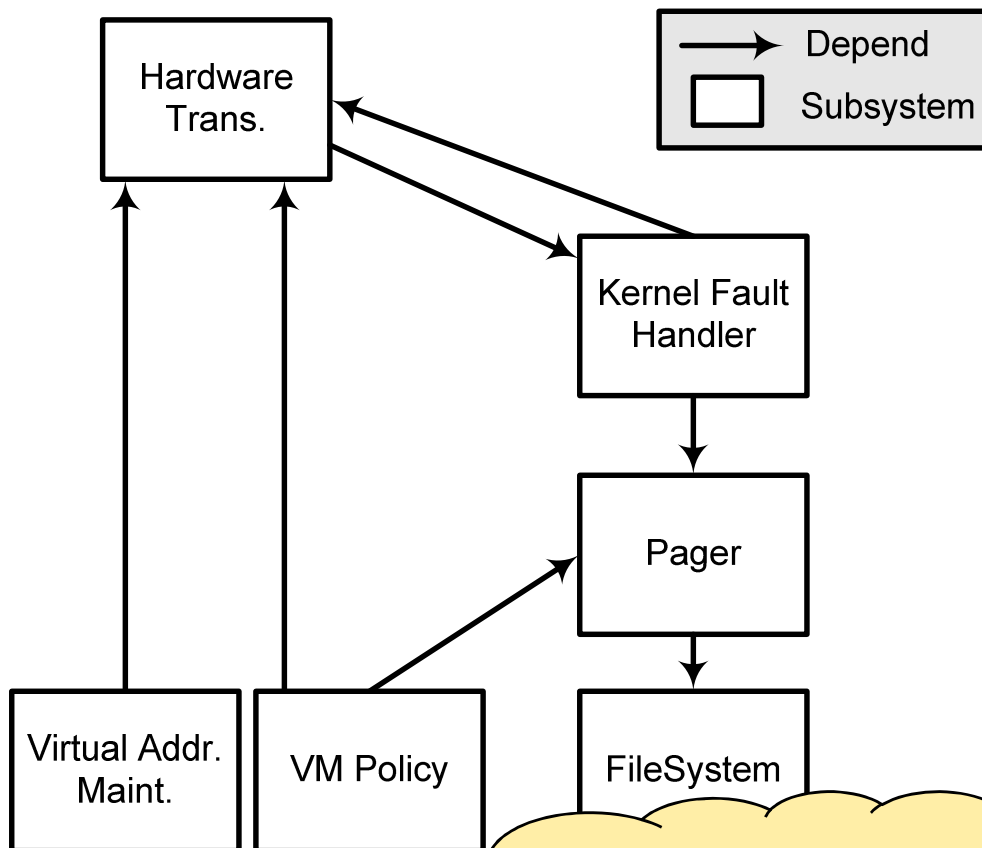 Hardware
Trans.
Depend
Subsystem
Kernel Fault
Handler
Pager
Virtual Addr.
Maint.
VM Policy
FileSystem